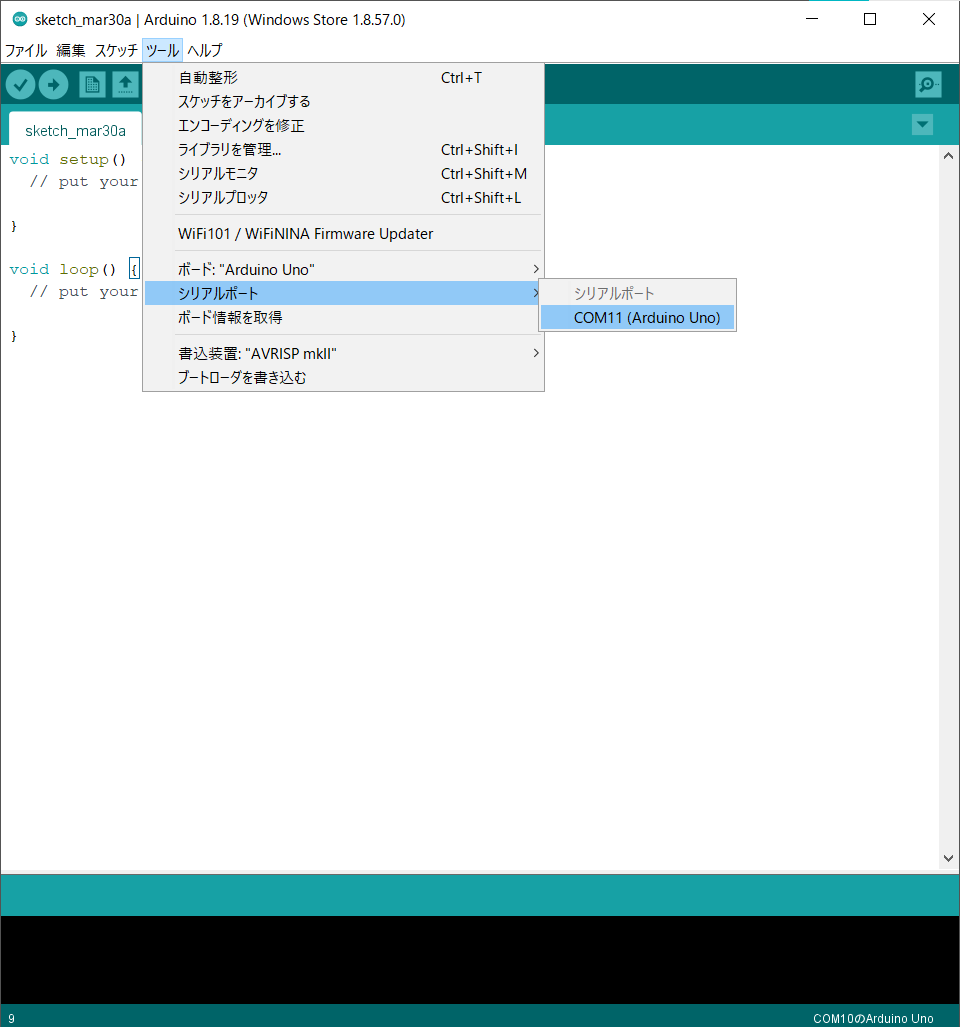 sketch_mar30a | Arduino 1.8.19 (Windows Store 1.8.57.0)
ファイル 編集 スケッチ ツール ヘルプ
自動整形 Ctrl+T
スケッチをアーカイブする
エンコーディングを修正
ライブラリを管理... Ctrl+Shift+I
シリアルモニタ Ctrl+Shift+M
シリアルプロッタ Ctrl+Shift+L
WiFi101 / WiFiNINA Firmware Updater
ボード: "Arduino Uno"
シリアルポート
ボード情報を取得
書込装置: "AVRISP mkII"
ブートローダを書き込む
シリアルポート
COM11 (Arduino Uno)
sketch_mar30a
void setup()
// put your
}
void loop() {
// put your
}
9 COM10のArduino Uno